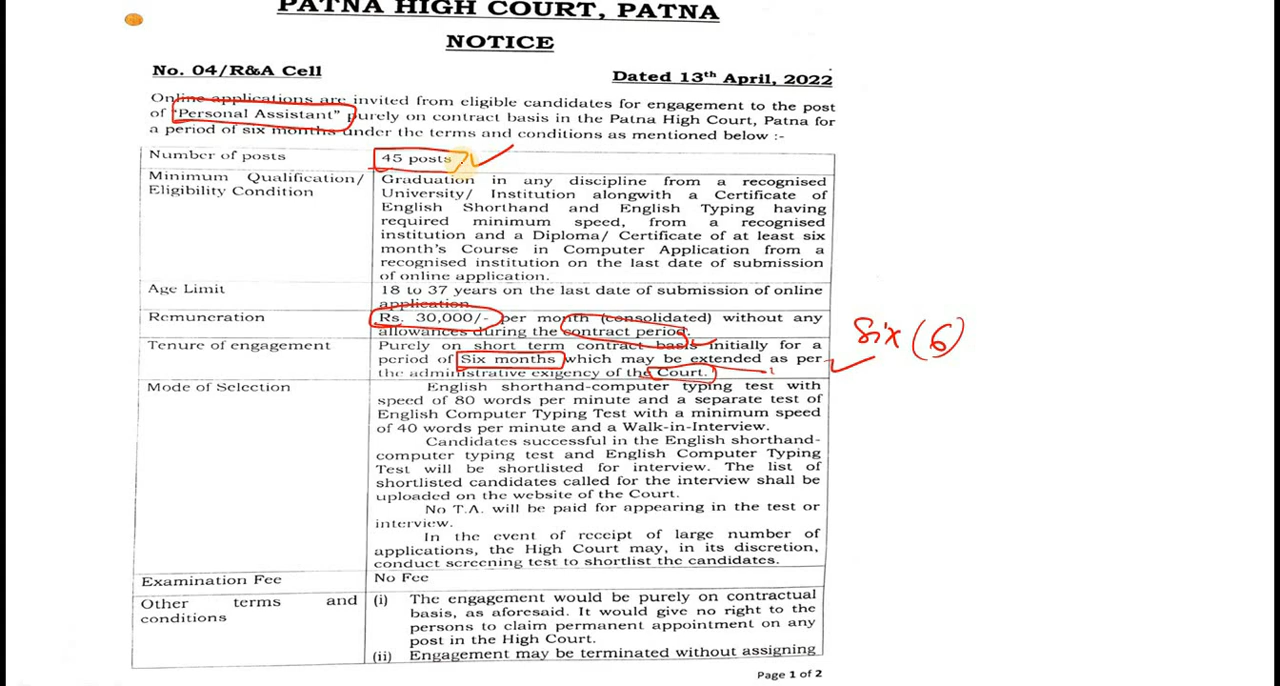 PATNA HIGH COURT, PATNA
NOTICE
No. 04/R&A Cell
Dated 13th April, 2022
Online applications are invited from eligible candidates for engagement to the post
of "Personal Assistant" purely on contract basis in the Patna High Court, Patna for
a period of six months under the terms and conditions as mentioned below :-
Number of posts
45 posts
Minimum Qualification/
Eligibility Condition
Graduation in any discipline from a recognised
University/ Institution alongwith a Certificate of
English Shorthand and English Typing having
required minimum speed, from a recognised
institution and a Diploma/ Certificate of at least six
month's Course in Computer Application from a
recognised institution on the last date of submission
of online application.
Age Limit
18 to 37 years on the last date of submission of online
application
Remuneration
Rs. 30,000/- per month (consolidated) without any
allowances during the contract period.
Tenure of engagement
Purely on short term contract basis initially for a
period of Six months which may be extended as per
the administrative exigency of the Court.
Six (6)
Mode of Selection
English shorthand-computer typing test with
speed of 80 words per minute and a separate test of
English Computer Typing Test with a minimum speed
of 40 words per minute and a Walk-in-Interview.
Candidates successful in the English shorthand-
computer typing test and English Computer Typing
Test will be shortlisted for interview. The list of
shortlisted candidates called for the interview shall be
uploaded on the website of the Court.
No T.A. will be paid for appearing in the test or
interview.
In the event of receipt of large number of
applications, the High Court may, in its discretion,
conduct screening test to shortlist the candidates.
Examination Fee
No Fee
Other terms and
conditions
(i) The engagement would be purely on contractual
basis, as aforesaid. It would give no right to the
persons to claim permanent appointment on any
post in the High Court.
(ii) Engagement may be terminated without assigning
Page 1 of 2